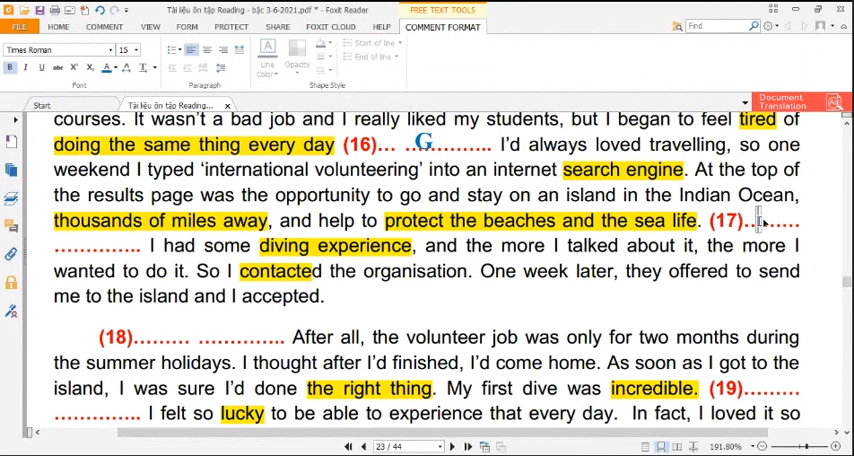 Tài liệu ôn tập Reading - bậc 3-6-2021.pdf * - Foxit Reader
FREE TEXT TOOLS
FILE HOME COMMENT VIEW FORM PROTECT SHARE FOXIT CLOUD HELP COMMENT FORMAT
Find
Times Roman 15
Start of line
End of line
Line Color
Opacity
Font Paragraph Shape Style
Start Tài liệu ôn tập Reading...
Document Translation
courses. It wasn't a bad job and I really liked my students, but I began to feel tired of
doing the same thing every day (16)... ...G........... I'd always loved travelling, so one
weekend I typed 'international volunteering' into an internet search engine. At the top of
the results page was the opportunity to go and stay on an island in the Indian Ocean,
thousands of miles away, and help to protect the beaches and the sea life. (17).........
.............. I had some diving experience, and the more I talked about it, the more I
wanted to do it. So I contacted the organisation. One week later, they offered to send
me to the island and I accepted.
(18)......... .............. After all, the volunteer job was only for two months during
the summer holidays. I thought after I'd finished, I'd come home. As soon as I got to the
island, I was sure I'd done the right thing. My first dive was incredible. (19).........
.............. I felt so lucky to be able to experience that every day. In fact, I loved it so
23 / 44
191.80%